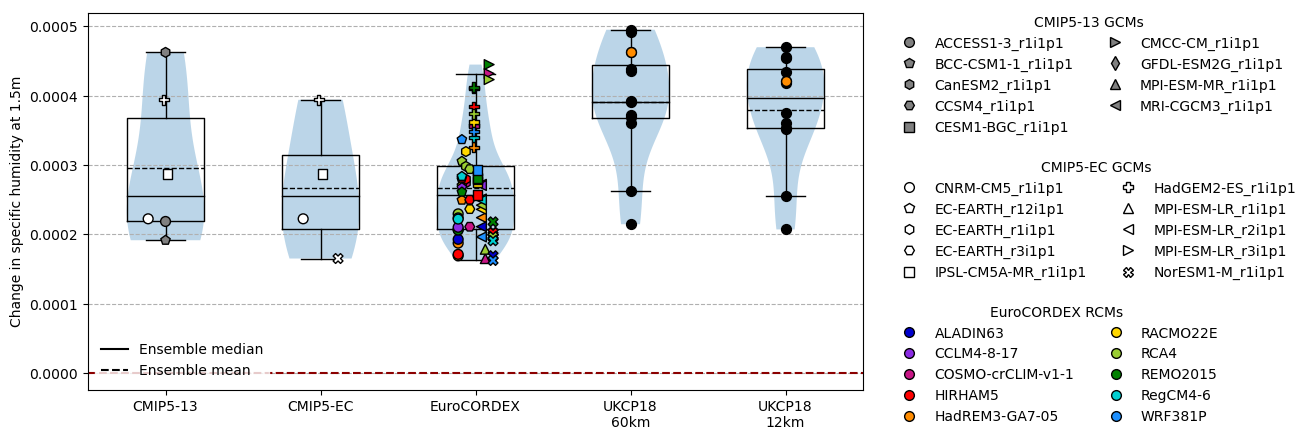 Change in specific humidity at 1.5m
0.0005
0.0004
0.0003
0.0002
0.0001
0.0000
Ensemble median
Ensemble mean
CMIP5-13
CMIP5-EC
EuroCORDEX
UKCP18
60km
UKCP18
12km
CMIP5-13 GCMs
ACCESS1-3_r1i1p1
BCC-CSM1-1_r1i1p1
CanESM2_r1i1p1
CCSM4_r1i1p1
CESM1-BGC_r1i1p1
CMCC-CM_r1i1p1
GFDL-ESM2G_r1i1p1
MPI-ESM-MR_r1i1p1
MRI-CGCM3_r1i1p1
CMIP5-EC GCMs
CNRM-CM5_r1i1p1
EC-EARTH_r12i1p1
EC-EARTH_r1i1p1
EC-EARTH_r3i1p1
IPSL-CM5A-MR_r1i1p1
HadGEM2-ES_r1i1p1
MPI-ESM-LR_r1i1p1
MPI-ESM-LR_r2i1p1
MPI-ESM-LR_r3i1p1
NorESM1-M_r1i1p1
EuroCORDEX RCMs
ALADIN63
CCLM4-8-17
COSMO-crCLIM-v1-1
HIRHAM5
HadREM3-GA7-05
RACMO22E
RCA4
REMO2015
RegCM4-6
WRF381P